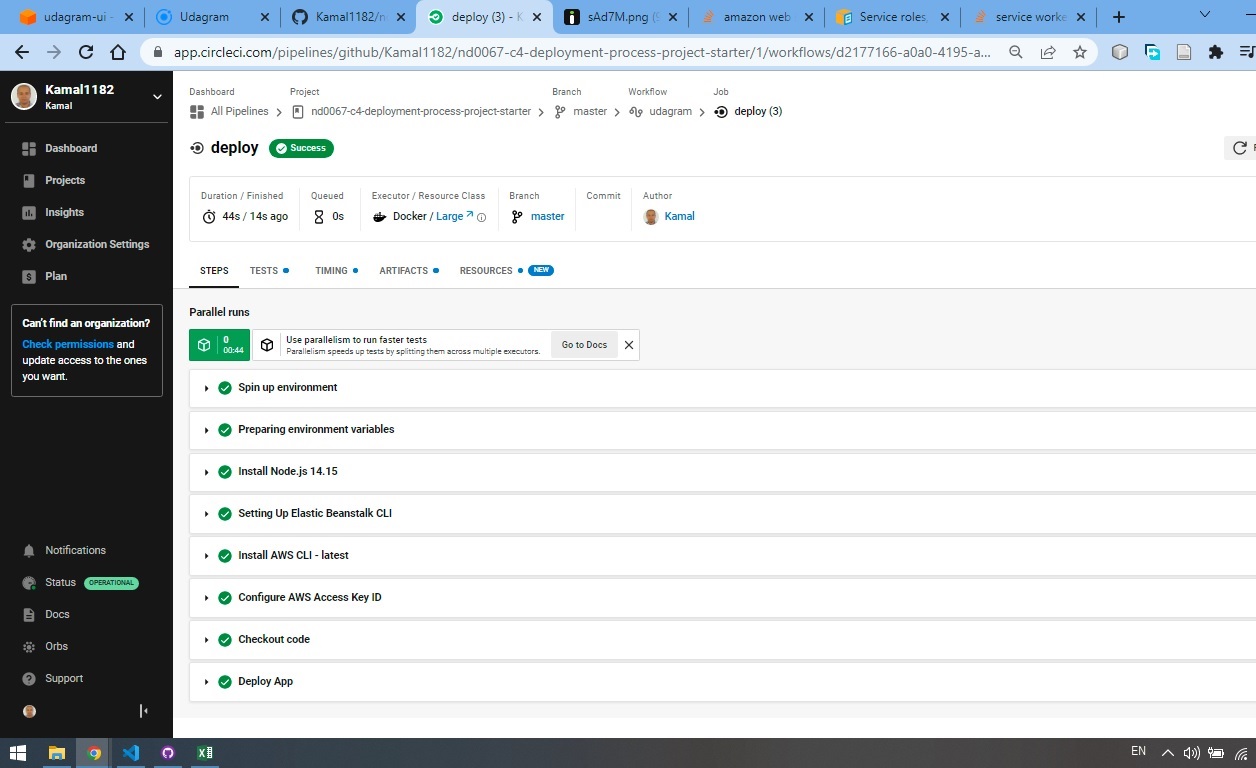 udagram-ui -
Udagram
Kamal1182/n
deploy (3) - K
sAd7M.png (
amazon web
Service roles,
service worke
app.circleci.com/pipelines/github/Kamal1182/nd0067-c4-deployment-process-project-starter/1/workflows/d2177166-a0a0-4195-a...
Kamal1182
Kamal
Dashboard
Projects
Insights
Organization Settings
Plan
Can't find an organization?
Check permissions and
update access to the ones
you want.
Notifications
Status OPERATIONAL
Docs
Orbs
Support
Dashboard Project Branch Workflow Job
All Pipelines nd0067-c4-deployment-process-project-starter master udagram deploy (3)
deploy Success
Duration / Finished Queued Executor / Resource Class Branch Commit Author
44s / 14s ago 0s Docker / Large master Kamal
STEPS TESTS TIMING ARTIFACTS RESOURCES NEW
Parallel runs
0
00:44
Use parallelism to run faster tests
Parallelism speeds up tests by splitting them across multiple executors.
Go to Docs
Spin up environment
Preparing environment variables
Install Node.js 14.15
Setting Up Elastic Beanstalk CLI
Install AWS CLI - latest
Configure AWS Access Key ID
Checkout code
Deploy App
EN